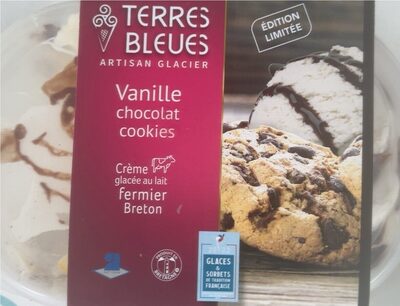 TERRES
BLEUES
ARTISAN GLACIER
ÉDITION
LIMITÉE
Vanille
chocolat
cookies
Crème
glacée au lait
fermier
Breton
GLACES
&
SORBETS
DE TRADITION
FRANÇAISE